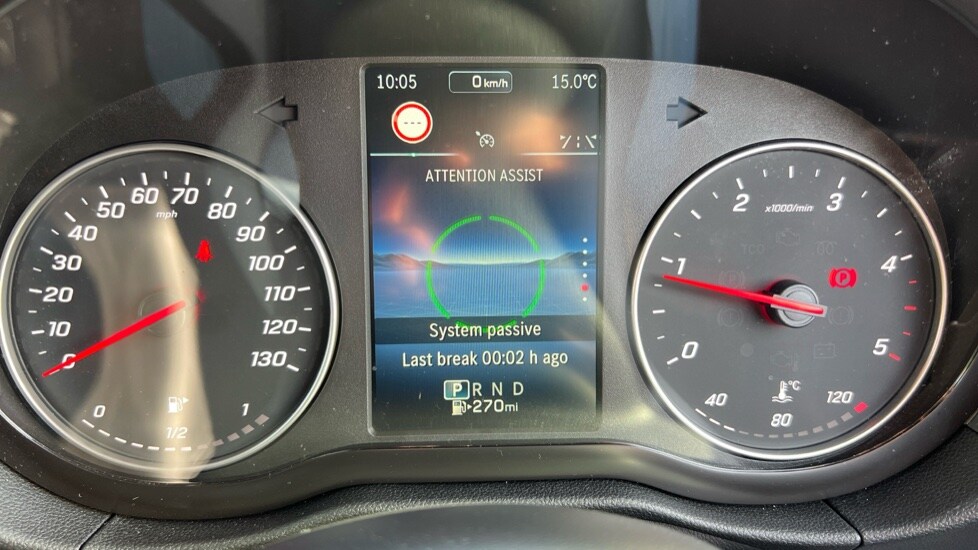 10:05 0 km/h 15.0°C
---
ATTENTION ASSIST
System passive
Last break 00:02 h ago
P R N D
270mi
0 10 20 30 40 50 60 70 80 90 100 110 120 130
mph
0 1/2 1
0 1 2 3 4 5
x1000/min
P
°C
40 80 120